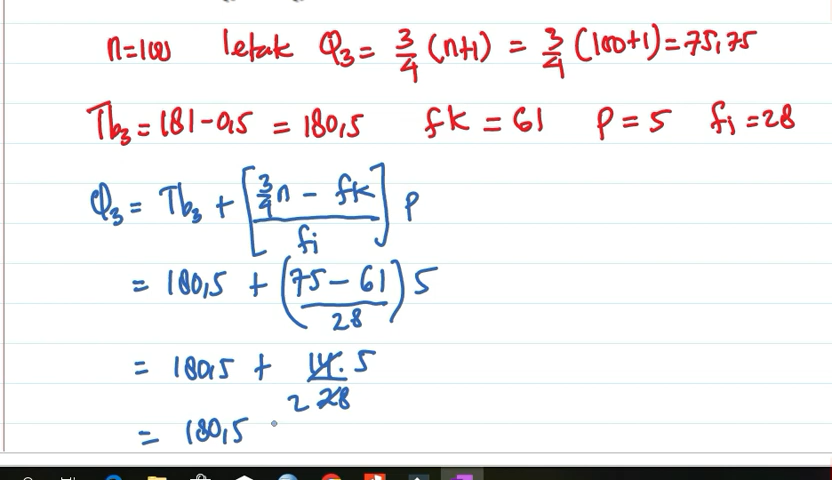 n=100 letak Q₃ = 3/4 (n+1) = 3/4 (100+1) = 75,75
Tb₃ = 181 - 0,5 = 180,5 fk = 61 P = 5 fi = 28
Q₃ = Tb₃ + [(3/4 n - fk)/fi] P
= 180,5 + ((75 - 61)/28) 5
= 180,5 + 14 . 5 / 2 28
= 180,5